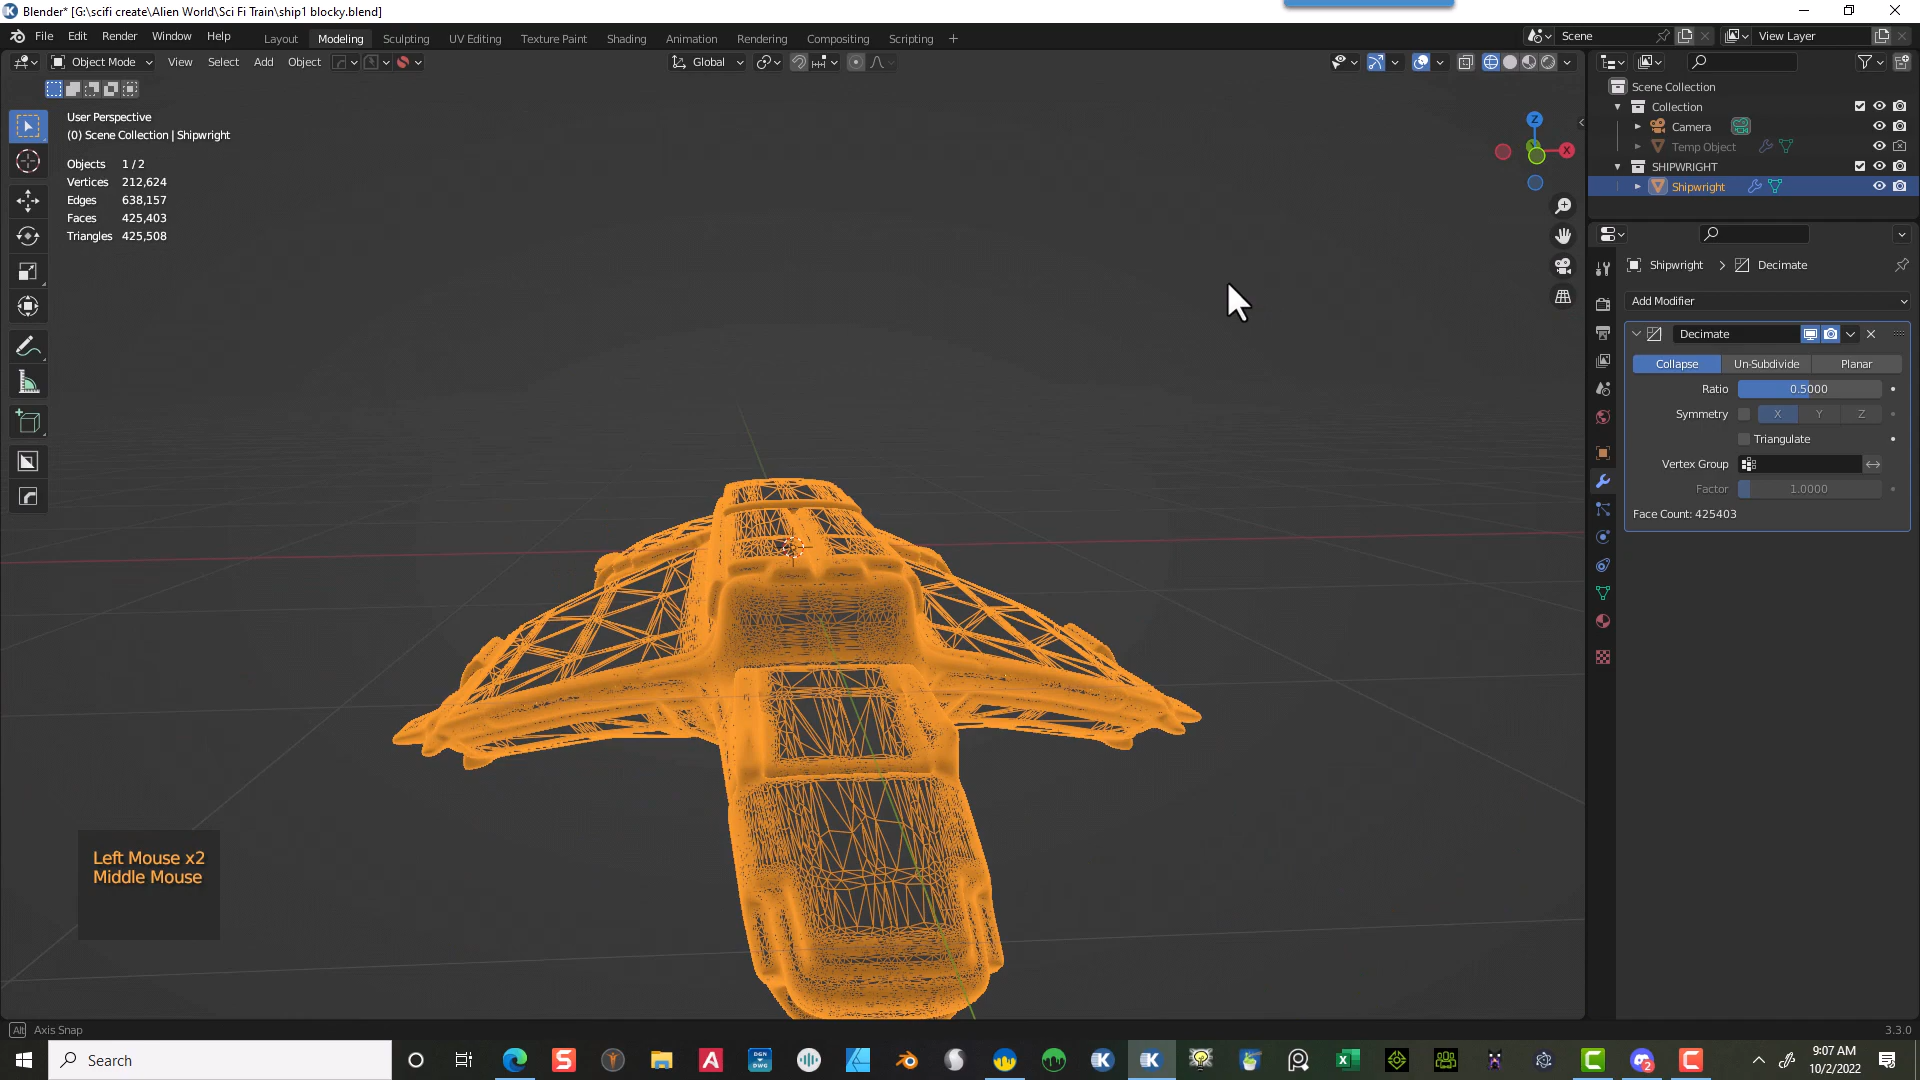 Blender* [G:\scifi create\Alien World\Sci Fi Train\ship1 blocky.blend]
File Edit Render Window Help Layout Modeling Sculpting UV Editing Texture Paint Shading Animation Rendering Compositing Scripting + Scene View Layer
Object Mode View Select Add Object Global
User Perspective
(0) Scene Collection | Shipwright
Objects 1 / 2
Vertices 212,624
Edges 638,157
Faces 425,403
Triangles 425,508
Z
X
Scene Collection
Collection
Camera
Temp Object
SHIPWRIGHT
Shipwright
Shipwright > Decimate
Add Modifier
Decimate
Collapse Un-Subdivide Planar
Ratio 0.5000
Symmetry X Y Z
Triangulate
Vertex Group
Factor 1.0000
Face Count: 425403
Left Mouse x2
Middle Mouse
Alt Axis Snap
3.3.0
Search
9:07 AM
10/2/2022